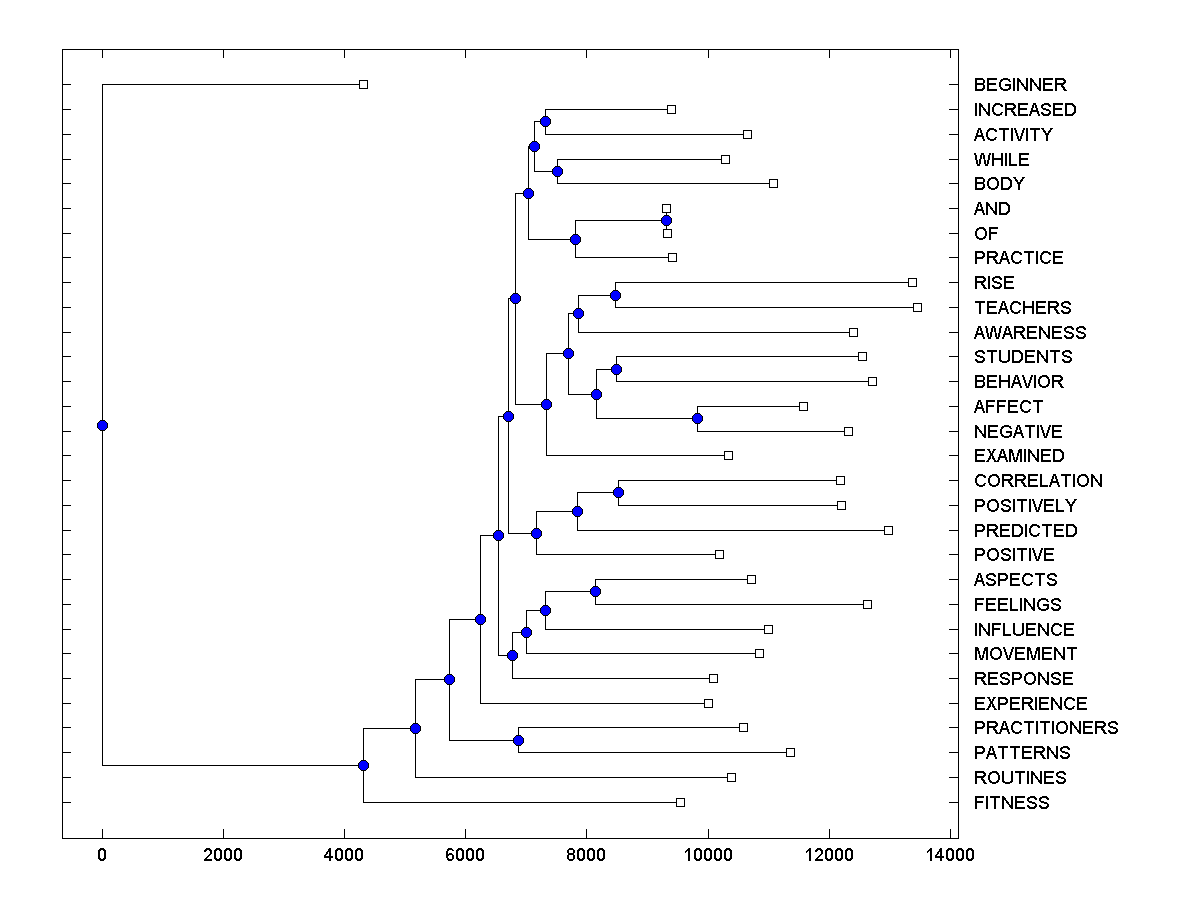 BEGINNER
INCREASED
ACTIVITY
WHILE
BODY
AND
OF
PRACTICE
RISE
TEACHERS
AWARENESS
STUDENTS
BEHAVIOR
AFFECT
NEGATIVE
EXAMINED
CORRELATION
POSITIVELY
PREDICTED
POSITIVE
ASPECTS
FEELINGS
INFLUENCE
MOVEMENT
RESPONSE
EXPERIENCE
PRACTITIONERS
PATTERNS
ROUTINES
FITNESS
0 2000 4000 6000 8000 10000 12000 14000